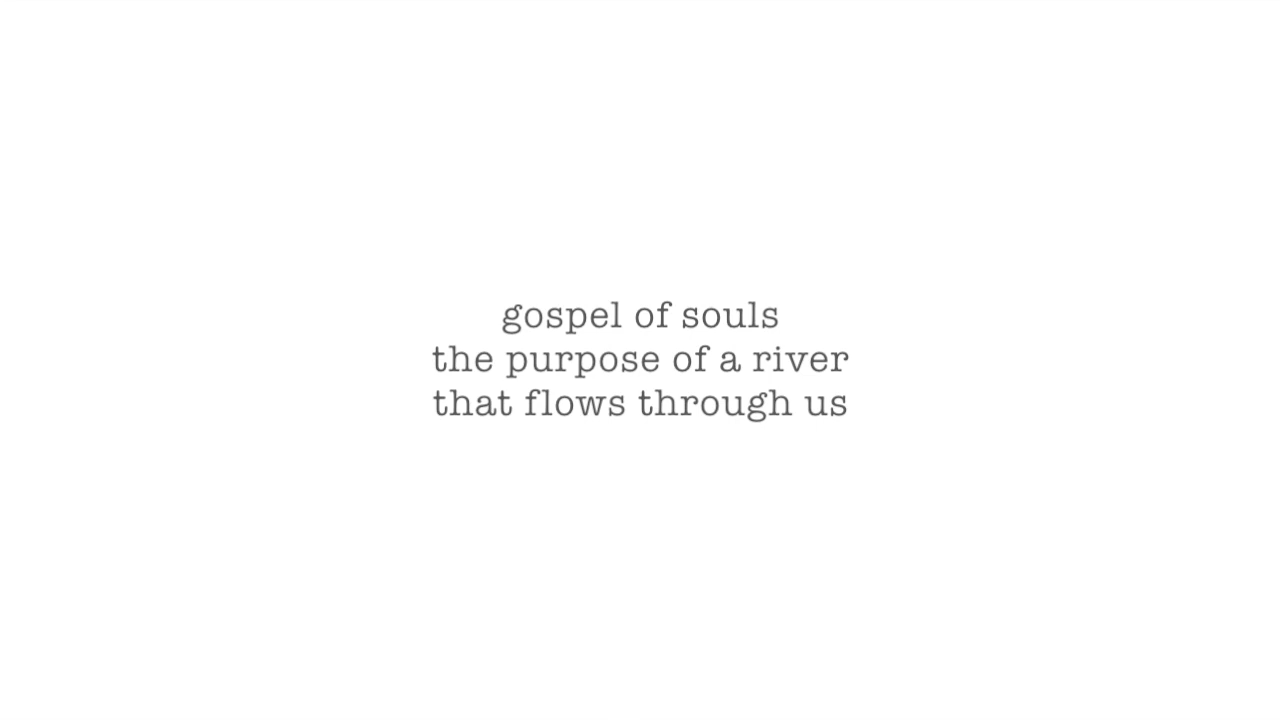 gospel of souls
the purpose of a river
that flows through us